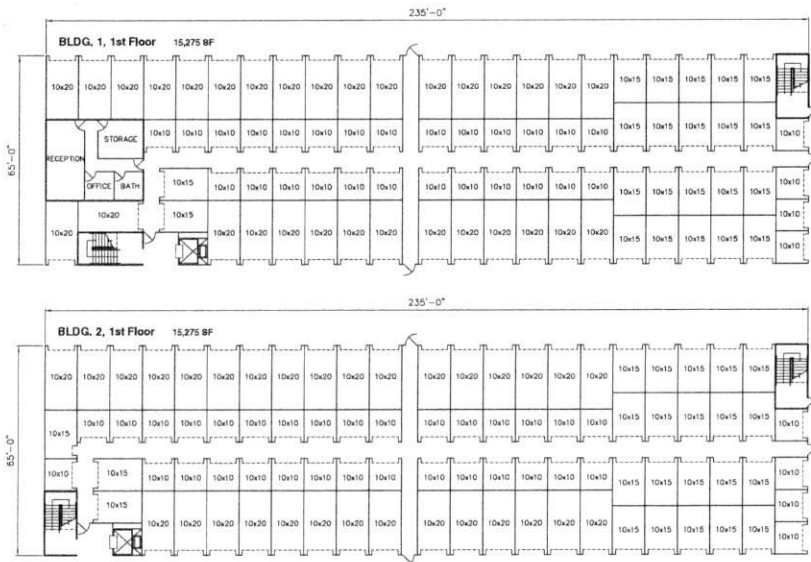 235'-0"
BLDG. 1, 1st Floor 15,275 SF
10x20 10x20 10x20 10x20 10x20 10x20 10x20 10x20 10x20 10x20 10x20 10x20 10x20 10x20 10x20 10x20 10x20 10x15 10x15 10x15 10x15 10x15
65'-0"
STORAGE 10x10 10x10 10x10 10x10 10x10 10x10 10x10 10x10 10x10 10x10 10x10 10x10 10x10 10x10 10x15 10x15 10x15 10x15 10x15 10x10
RECEPTION
OFFICE BATH 10x15 10x10 10x10 10x10 10x10 10x10 10x10 10x10 10x10 10x10 10x10 10x10 10x10 10x15 10x15 10x15 10x15 10x15 10x10
10x20 10x15 10x10
10x20 10x20 10x20 10x20 10x20 10x20 10x20 10x20 10x20 10x20 10x20 10x20 10x20 10x15 10x15 10x15 10x15 10x15 10x10
235'-0"
BLDG. 2, 1st Floor 15,275 SF
10x20 10x20 10x20 10x20 10x20 10x20 10x20 10x20 10x20 10x20 10x20 10x20 10x20 10x20 10x20 10x20 10x20 10x15 10x15 10x15 10x15 10x15
65'-0"
10x15 10x10 10x10 10x10 10x10 10x10 10x10 10x10 10x10 10x10 10x10 10x10 10x10 10x10 10x10 10x10 10x10 10x15 10x15 10x15 10x15 10x15 10x10
10x10 10x15 10x10 10x10 10x10 10x10 10x10 10x10 10x10 10x10 10x10 10x10 10x10 10x10 10x10 10x10 10x15 10x15 10x15 10x15 10x15 10x10
10x15 10x10
10x20 10x20 10x20 10x20 10x20 10x20 10x20 10x20 10x20 10x20 10x20 10x20 10x20 10x20 10x15 10x15 10x15 10x15 10x15 10x10